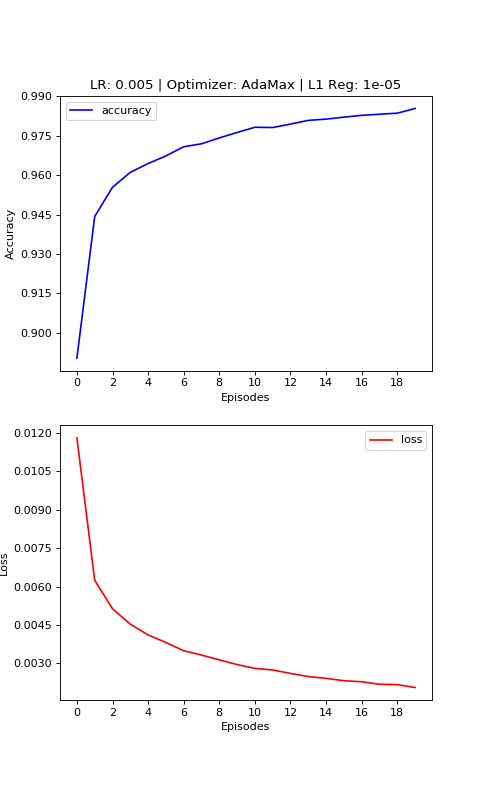 LR: 0.005 | Optimizer: AdaMax | L1 Reg: 1e-05
0.990
0.975
0.960
0.945
0.930
0.915
0.900
Accuracy
accuracy
0 2 4 6 8 10 12 14 16 18
Episodes
0.0120
0.0105
0.0090
0.0075
0.0060
0.0045
0.0030
Loss
loss
0 2 4 6 8 10 12 14 16 18
Episodes